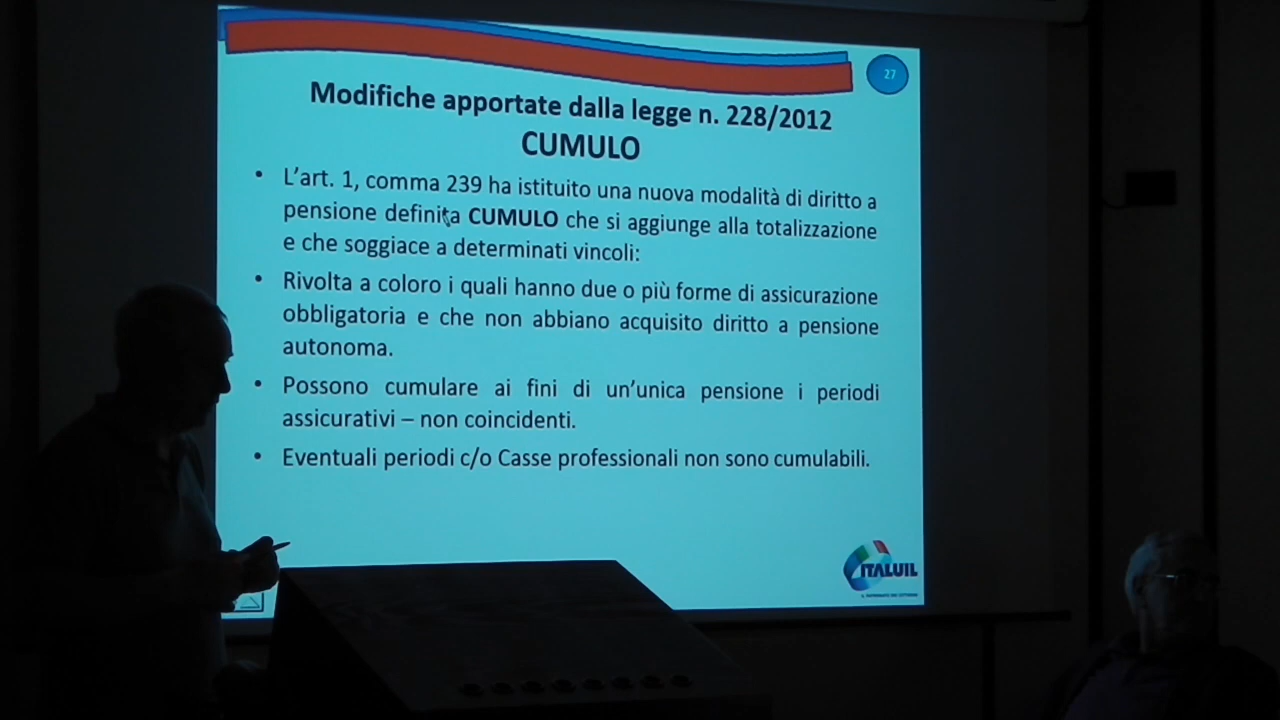 27
Modifiche apportate dalla legge n. 228/2012
CUMULO
• L'art. 1, comma 239 ha istituito una nuova modalità di diritto a
pensione definita CUMULO che si aggiunge alla totalizzazione
e che soggiace a determinati vincoli:
• Rivolta a coloro i quali hanno due o più forme di assicurazione
obbligatoria e che non abbiano acquisito diritto a pensione
autonoma.
• Possono cumulare ai fini di un'unica pensione i periodi
assicurativi – non coincidenti.
• Eventuali periodi c/o Casse professionali non sono cumulabili.
ITALUIL